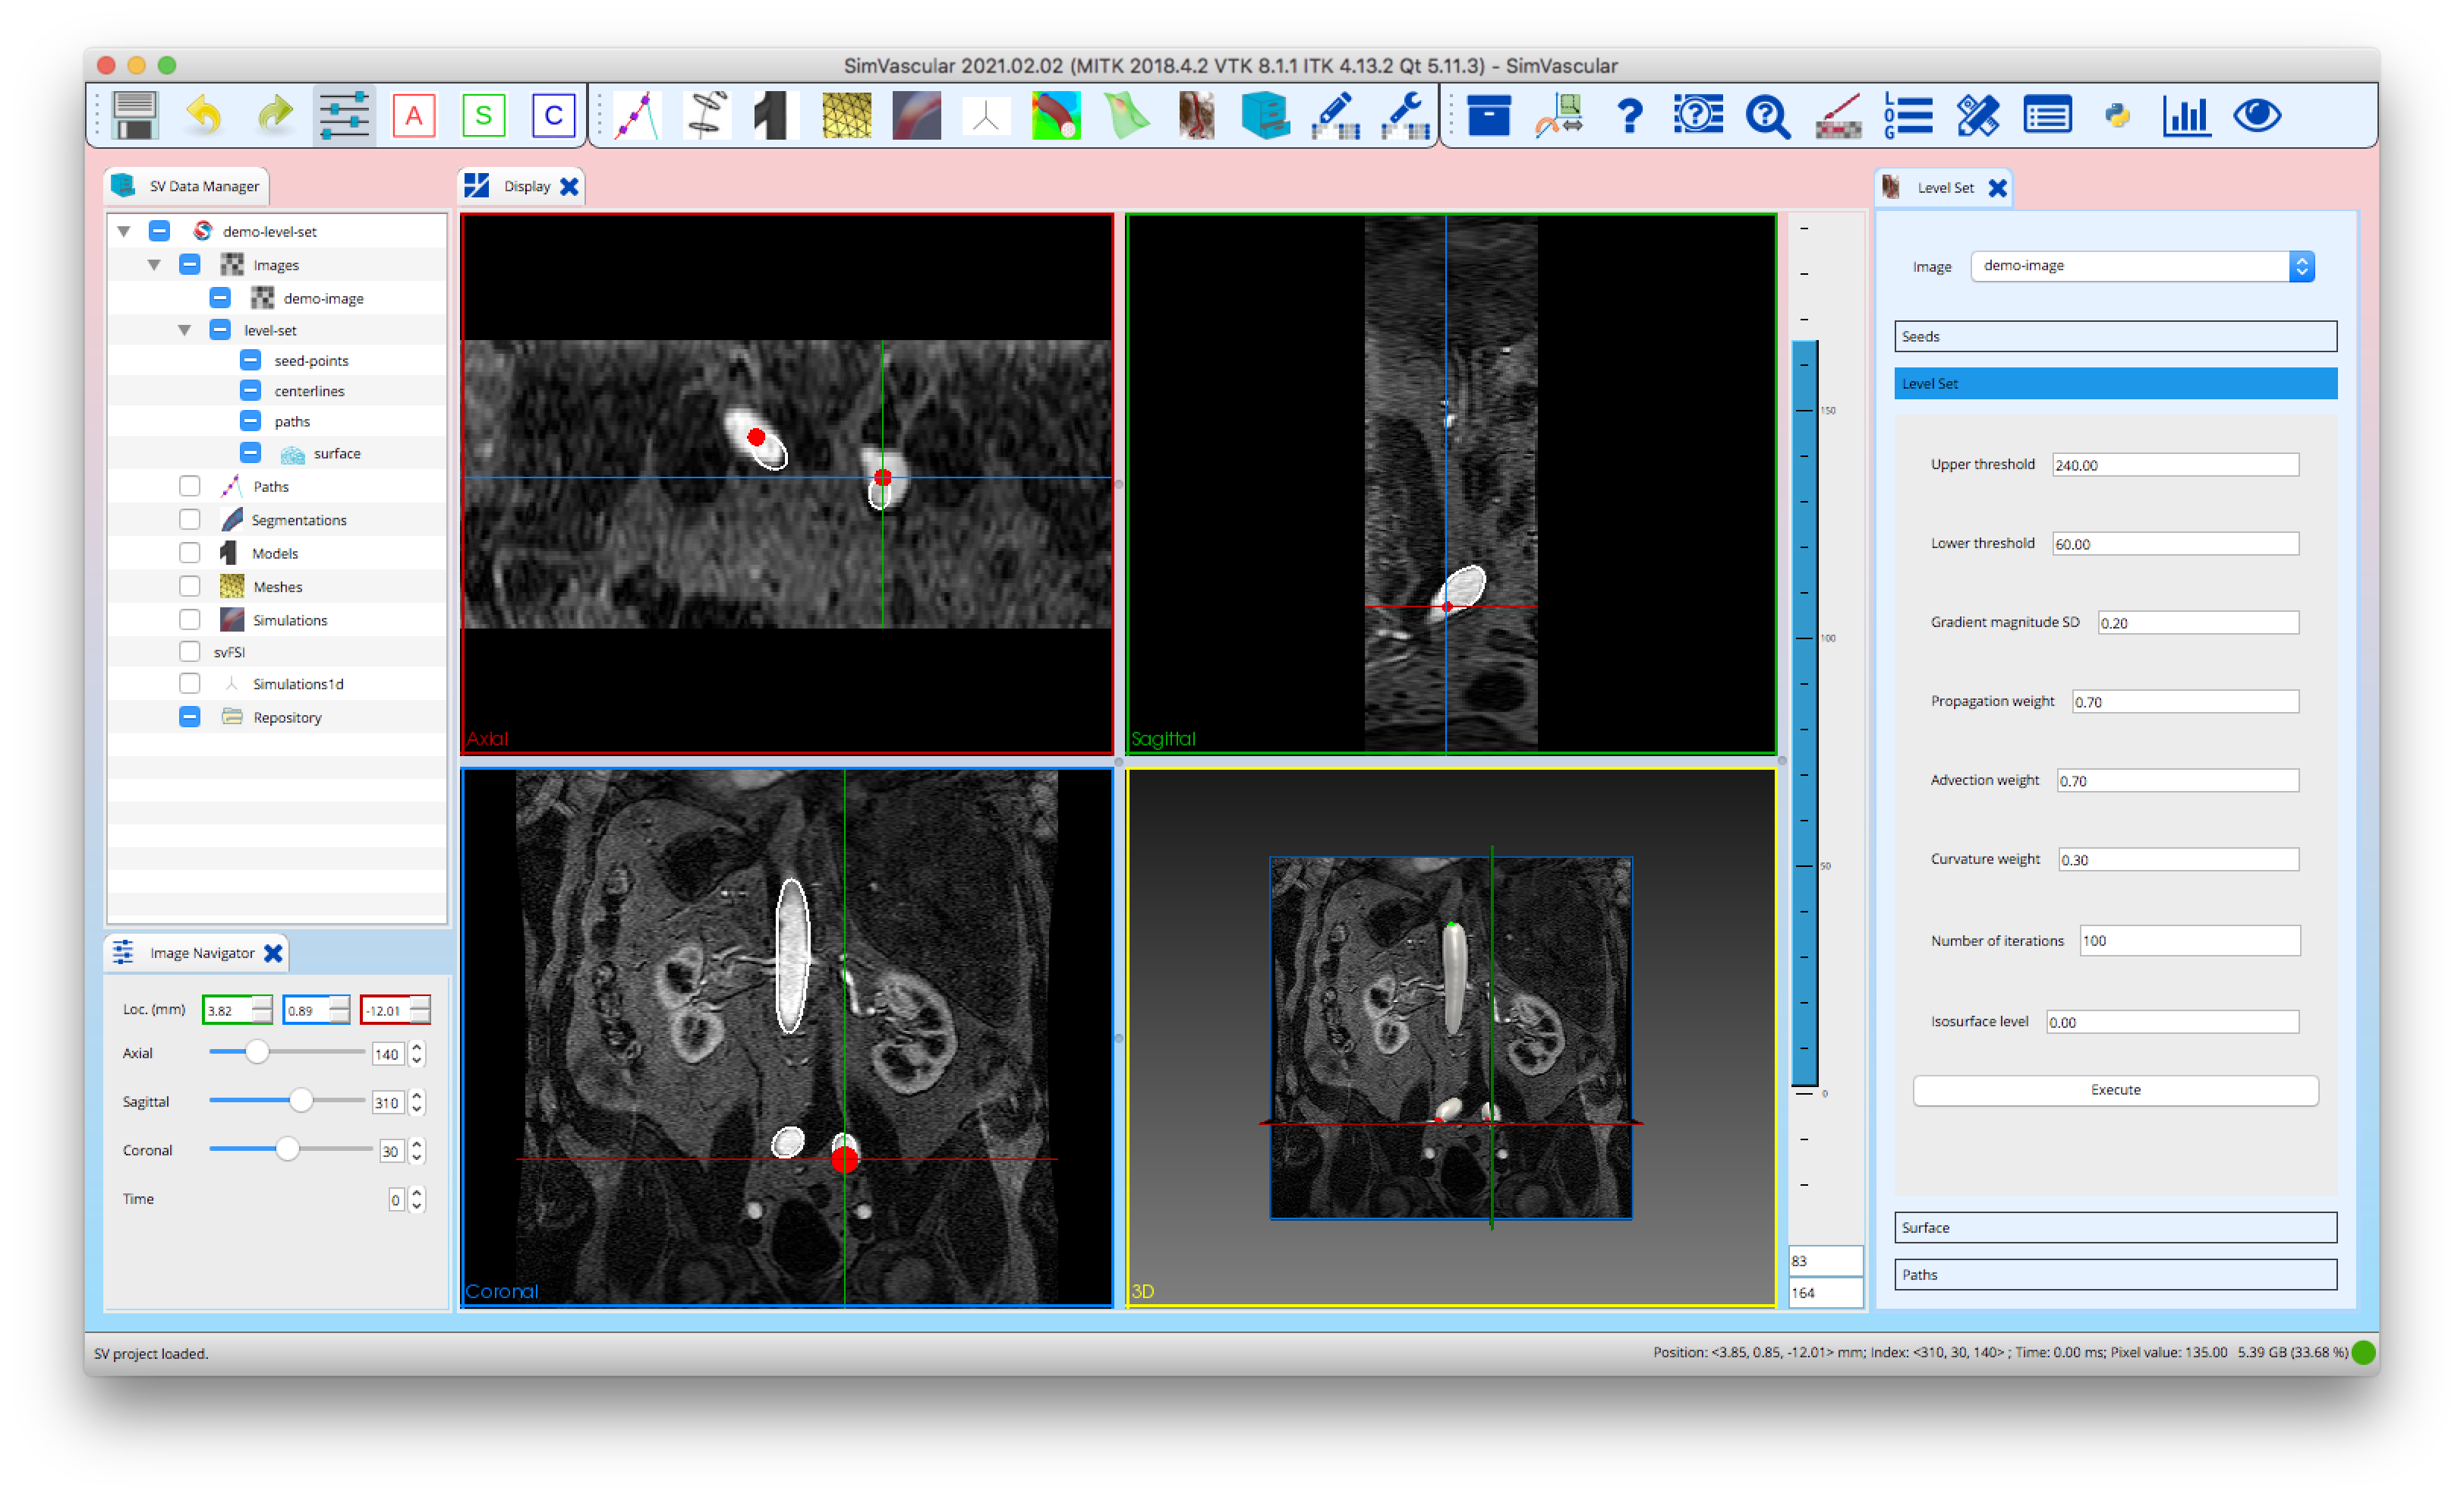 SimVascular 2021.02.02 (MITK 2018.4.2 VTK 8.1.1 ITK 4.13.2 Qt 5.11.3) - SimVascular
A
S
C
LOG
SV Data Manager
demo-level-set
Images
demo-image
level-set
seed-points
centerlines
paths
surface
Paths
Segmentations
Models
Meshes
Simulations
svFSI
Simulations1d
Repository
Image Navigator
Loc. (mm) 3.82 0.89 -12.01
Axial 140
Sagittal 310
Coronal 30
Time 0
Display
Axial
Sagittal
Coronal
3D
150
100
50
0
83
164
Level Set
Image demo-image
Seeds
Level Set
Upper threshold 240.00
Lower threshold 60.00
Gradient magnitude SD 0.20
Propagation weight 0.70
Advection weight 0.70
Curvature weight 0.30
Number of iterations 100
Isosurface level 0.00
Execute
Surface
Paths
SV project loaded.
Position: <3.85, 0.85, -12.01> mm; Index: <310, 30, 140> ; Time: 0.00 ms; Pixel value: 135.00 5.39 GB (33.68 %)